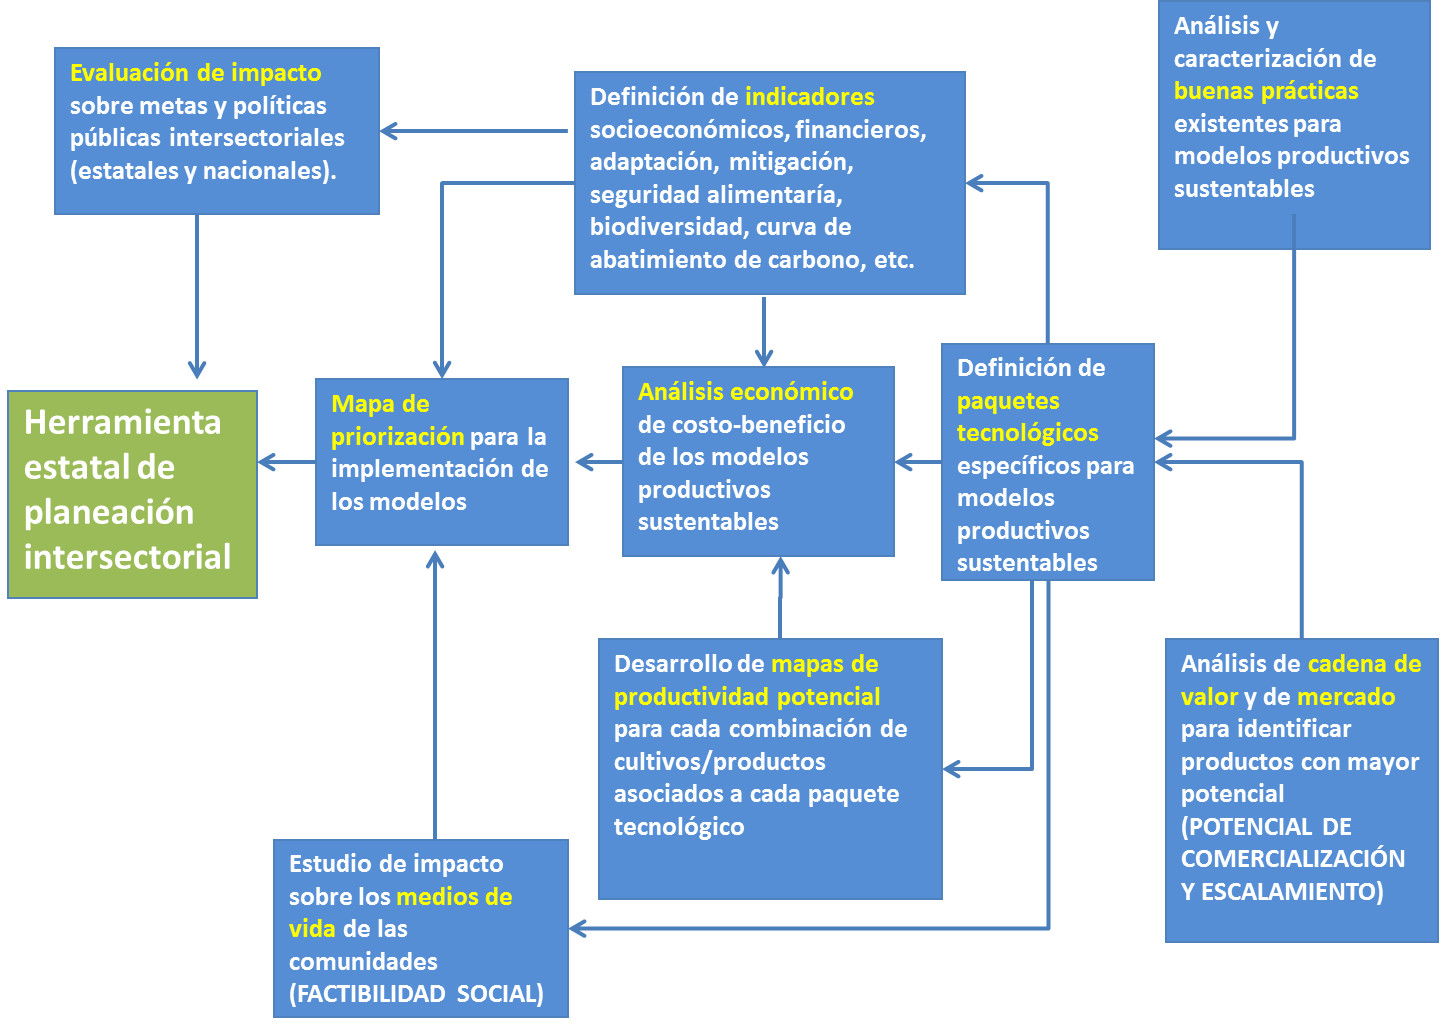 Evaluación de impacto
sobre metas y políticas
públicas intersectoriales
(estatales y nacionales).
Definición de indicadores
socioeconómicos, financieros,
adaptación, mitigación,
seguridad alimentaría,
biodiversidad, curva de
abatimiento de carbono, etc.
Análisis y
caracterización de
buenas prácticas
existentes para
modelos productivos
sustentables
Herramienta
estatal de
planeación
intersectorial
Mapa de
priorización para la
implementación de
los modelos
Análisis económico
de costo-beneficio
de los modelos
productivos
sustentables
Definición de
paquetes
tecnológicos
específicos para
modelos
productivos
sustentables
Desarrollo de mapas de
productividad potencial
para cada combinación de
cultivos/productos
asociados a cada paquete
tecnológico
Análisis de cadena de
valor y de mercado
para identificar
productos con mayor
potencial
(POTENCIAL DE
COMERCIALIZACIÓN
Y ESCALAMIENTO)
Estudio de impacto
sobre los medios de
vida de las
comunidades
(FACTIBILIDAD SOCIAL)